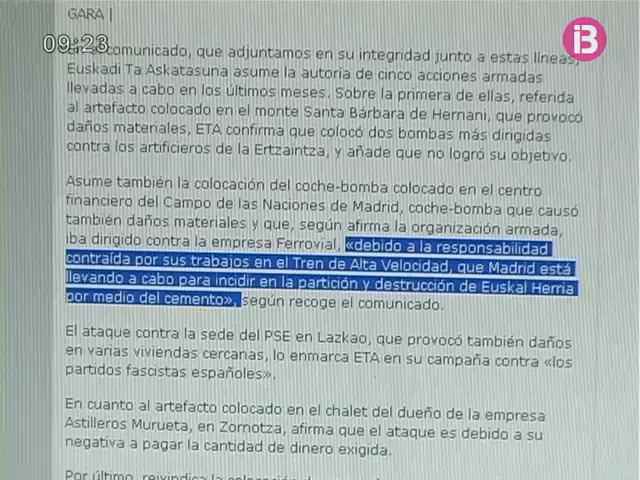 GARA |
09:23
iB
comunicado, que adjuntamos en su integridad junto a estas líneas,
Euskadi Ta Askatasuna asume la autoría de cinco acciones armadas
llevadas a cabo en los últimos meses. Sobre la primera de ellas, referida
al artefacto colocado en el monte Santa Bárbara de Hernani, que provocó
daños materiales, ETA confirma que colocó dos bombas más dirigidas
contra los artificieros de la Ertzaintza, y añade que no logró su objetivo.
Asume también la colocación del coche-bomba colocado en el centro
financiero del Campo de las Naciones de Madrid, coche-bomba que causó
también daños materiales y que, según afirma la organización armada,
iba dirigido contra la empresa Ferrovial, «debido a la responsabilidad
contraída por sus trabajos en el Tren de Alta Velocidad, que Madrid está
llevando a cabo para incidir en la partición y destrucción de Euskal Herria
por medio del cemento», según recoge el comunicado.
El ataque contra la sede del PSE en Lazkao, que provocó también daños
en varias viviendas cercanas, lo enmarca ETA en su campaña contra «los
partidos fascistas españoles».
En cuanto al artefacto colocado en el chalet del dueño de la empresa
Astilleros Murueta, en Zornotza, afirma que el ataque es debido a su
negativa a pagar la cantidad de dinero exigida.
Por último, reivindica la